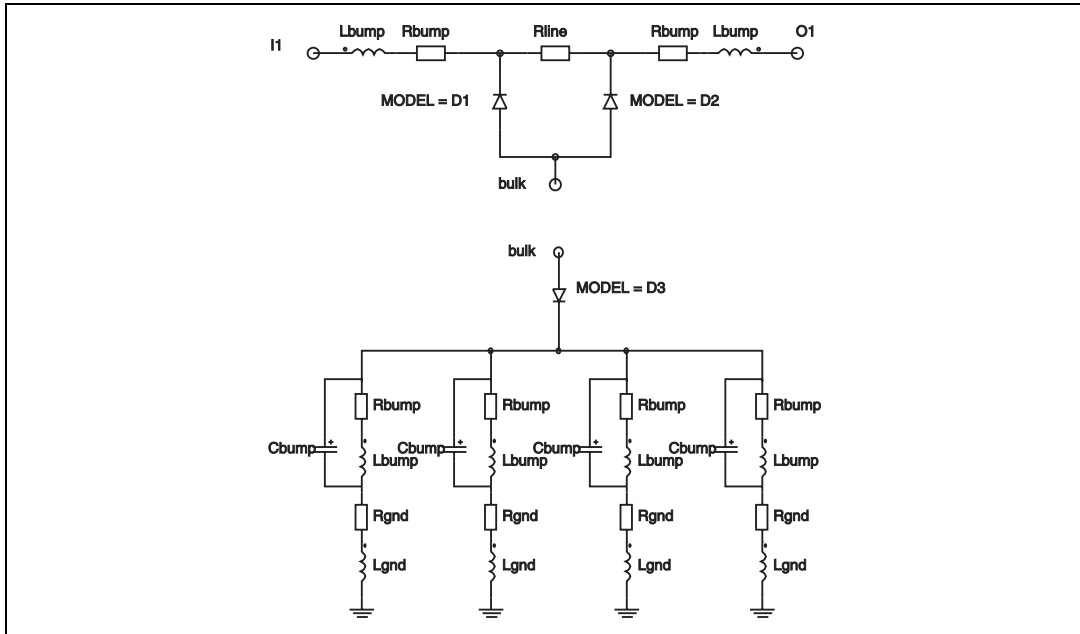 I1 Lbump Rbump Rline Rbump Lbump O1
MODEL = D1 MODEL = D2
bulk
bulk
MODEL = D3
Rbump Rbump Rbump Rbump
Cbump Cbump Cbump Cbump
Lbump Lbump Lbump Lbump
Rgnd Rgnd Rgnd Rgnd
Lgnd Lgnd Lgnd Lgnd